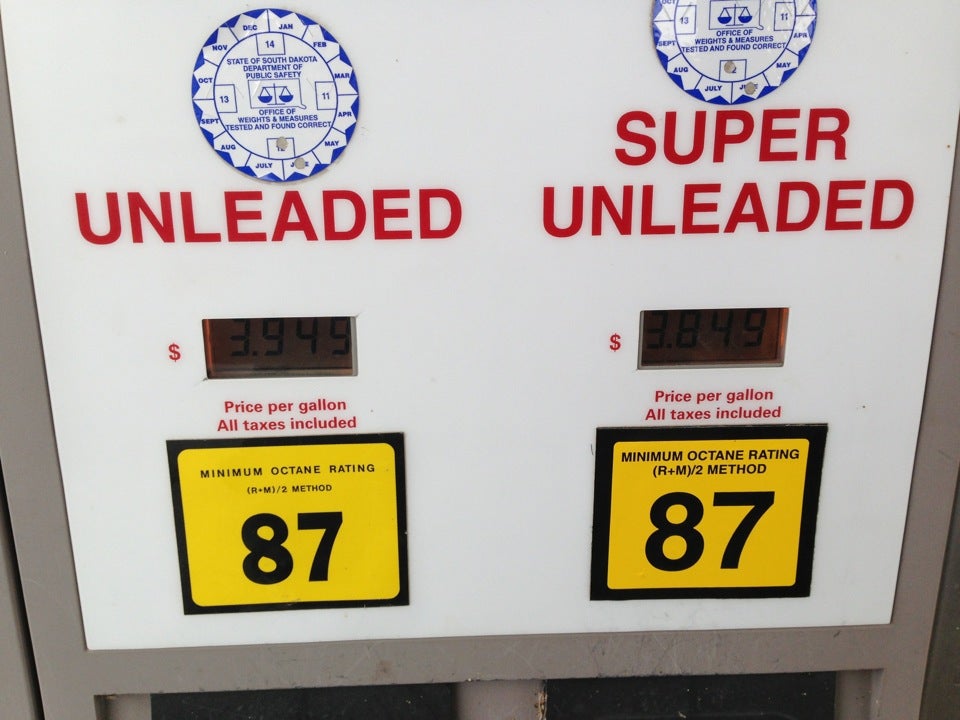 DEC JAN
NOV 14 FEB
STATE OF SOUTH DAKOTA
DEPARTMENT OF
PUBLIC SAFETY
OCT MAR
13 11
OFFICE OF
WEIGHTS & MEASURES
TESTED AND FOUND CORRECT
SEPT APR
AUG MAY
JULY
UNLEADED
$ 3.949
Price per gallon
All taxes included
MINIMUM OCTANE RATING
(R+M)/2 METHOD
87
OCT
13 11
OFFICE OF
WEIGHTS & MEASURES
TESTED AND FOUND CORRECT
SEPT APR
AUG MAY
JULY
SUPER
UNLEADED
$ 3.849
Price per gallon
All taxes included
MINIMUM OCTANE RATING
(R+M)/2 METHOD
87